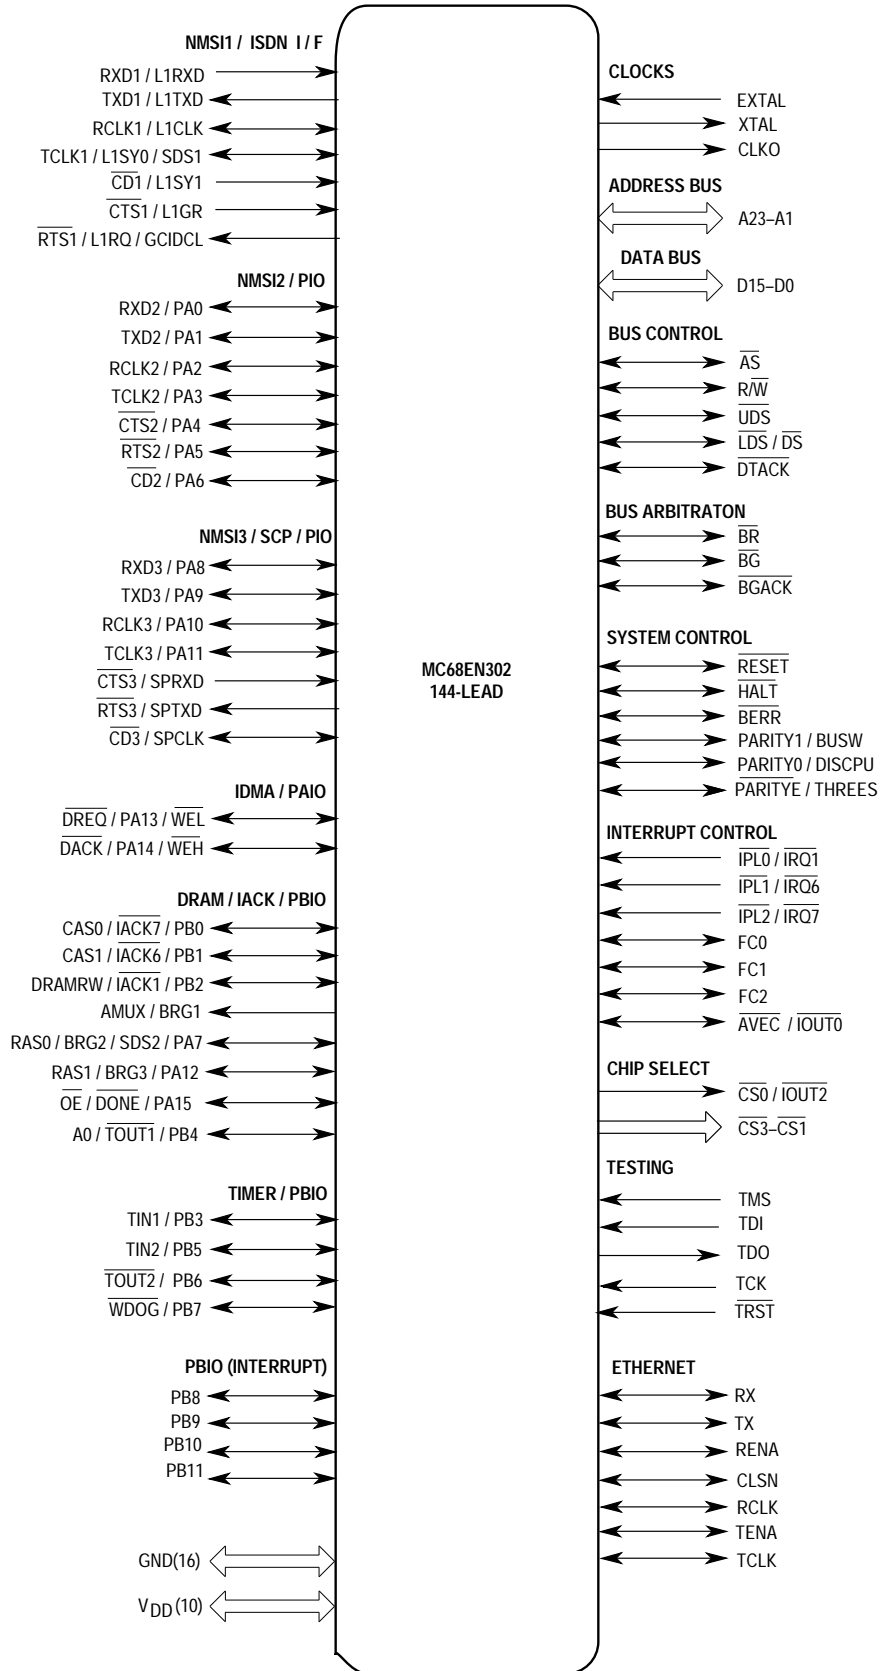 NMSI1 / ISDN I / F
RXD1 / L1RXD
TXD1 / L1TXD
RCLK1 / L1CLK
TCLK1 / L1SY0 / SDS1
CD1 / L1SY1
CTS1 / L1GR
RTS1 / L1RQ / GCIDCL
NMSI2 / PIO
RXD2 / PA0
TXD2 / PA1
RCLK2 / PA2
TCLK2 / PA3
CTS2 / PA4
RTS2 / PA5
CD2 / PA6
NMSI3 / SCP / PIO
RXD3 / PA8
TXD3 / PA9
RCLK3 / PA10
TCLK3 / PA11
CTS3 / SPRXD
RTS3 / SPTXD
CD3 / SPCLK
IDMA / PAIO
DREQ / PA13 / WEL
DACK / PA14 / WEH
DRAM / IACK / PBIO
CAS0 / IACK7 / PB0
CAS1 / IACK6 / PB1
DRAMRW / IACK1 / PB2
AMUX / BRG1
RAS0 / BRG2 / SDS2 / PA7
RAS1 / BRG3 / PA12
OE / DONE / PA15
A0 / TOUT1 / PB4
TIMER / PBIO
TIN1 / PB3
TIN2 / PB5
TOUT2 / PB6
WDOG / PB7
PBIO (INTERRUPT)
PB8
PB9
PB10
PB11
GND(16)
VDD(10)
MC68EN302
144-LEAD
CLOCKS
EXTAL
XTAL
CLKO
ADDRESS BUS
A23–A1
DATA BUS
D15–D0
BUS CONTROL
AS
R/W
UDS
LDS / DS
DTACK
BUS ARBITRATON
BR
BG
BGACK
SYSTEM CONTROL
RESET
HALT
BERR
PARITY1 / BUSW
PARITY0 / DISCPU
PARITYE / THREES
INTERRUPT CONTROL
IPL0 / IRQ1
IPL1 / IRQ6
IPL2 / IRQ7
FC0
FC1
FC2
AVEC / IOUT0
CHIP SELECT
CS0 / IOUT2
CS3–CS1
TESTING
TMS
TDI
TDO
TCK
TRST
ETHERNET
RX
TX
RENA
CLSN
RCLK
TENA
TCLK